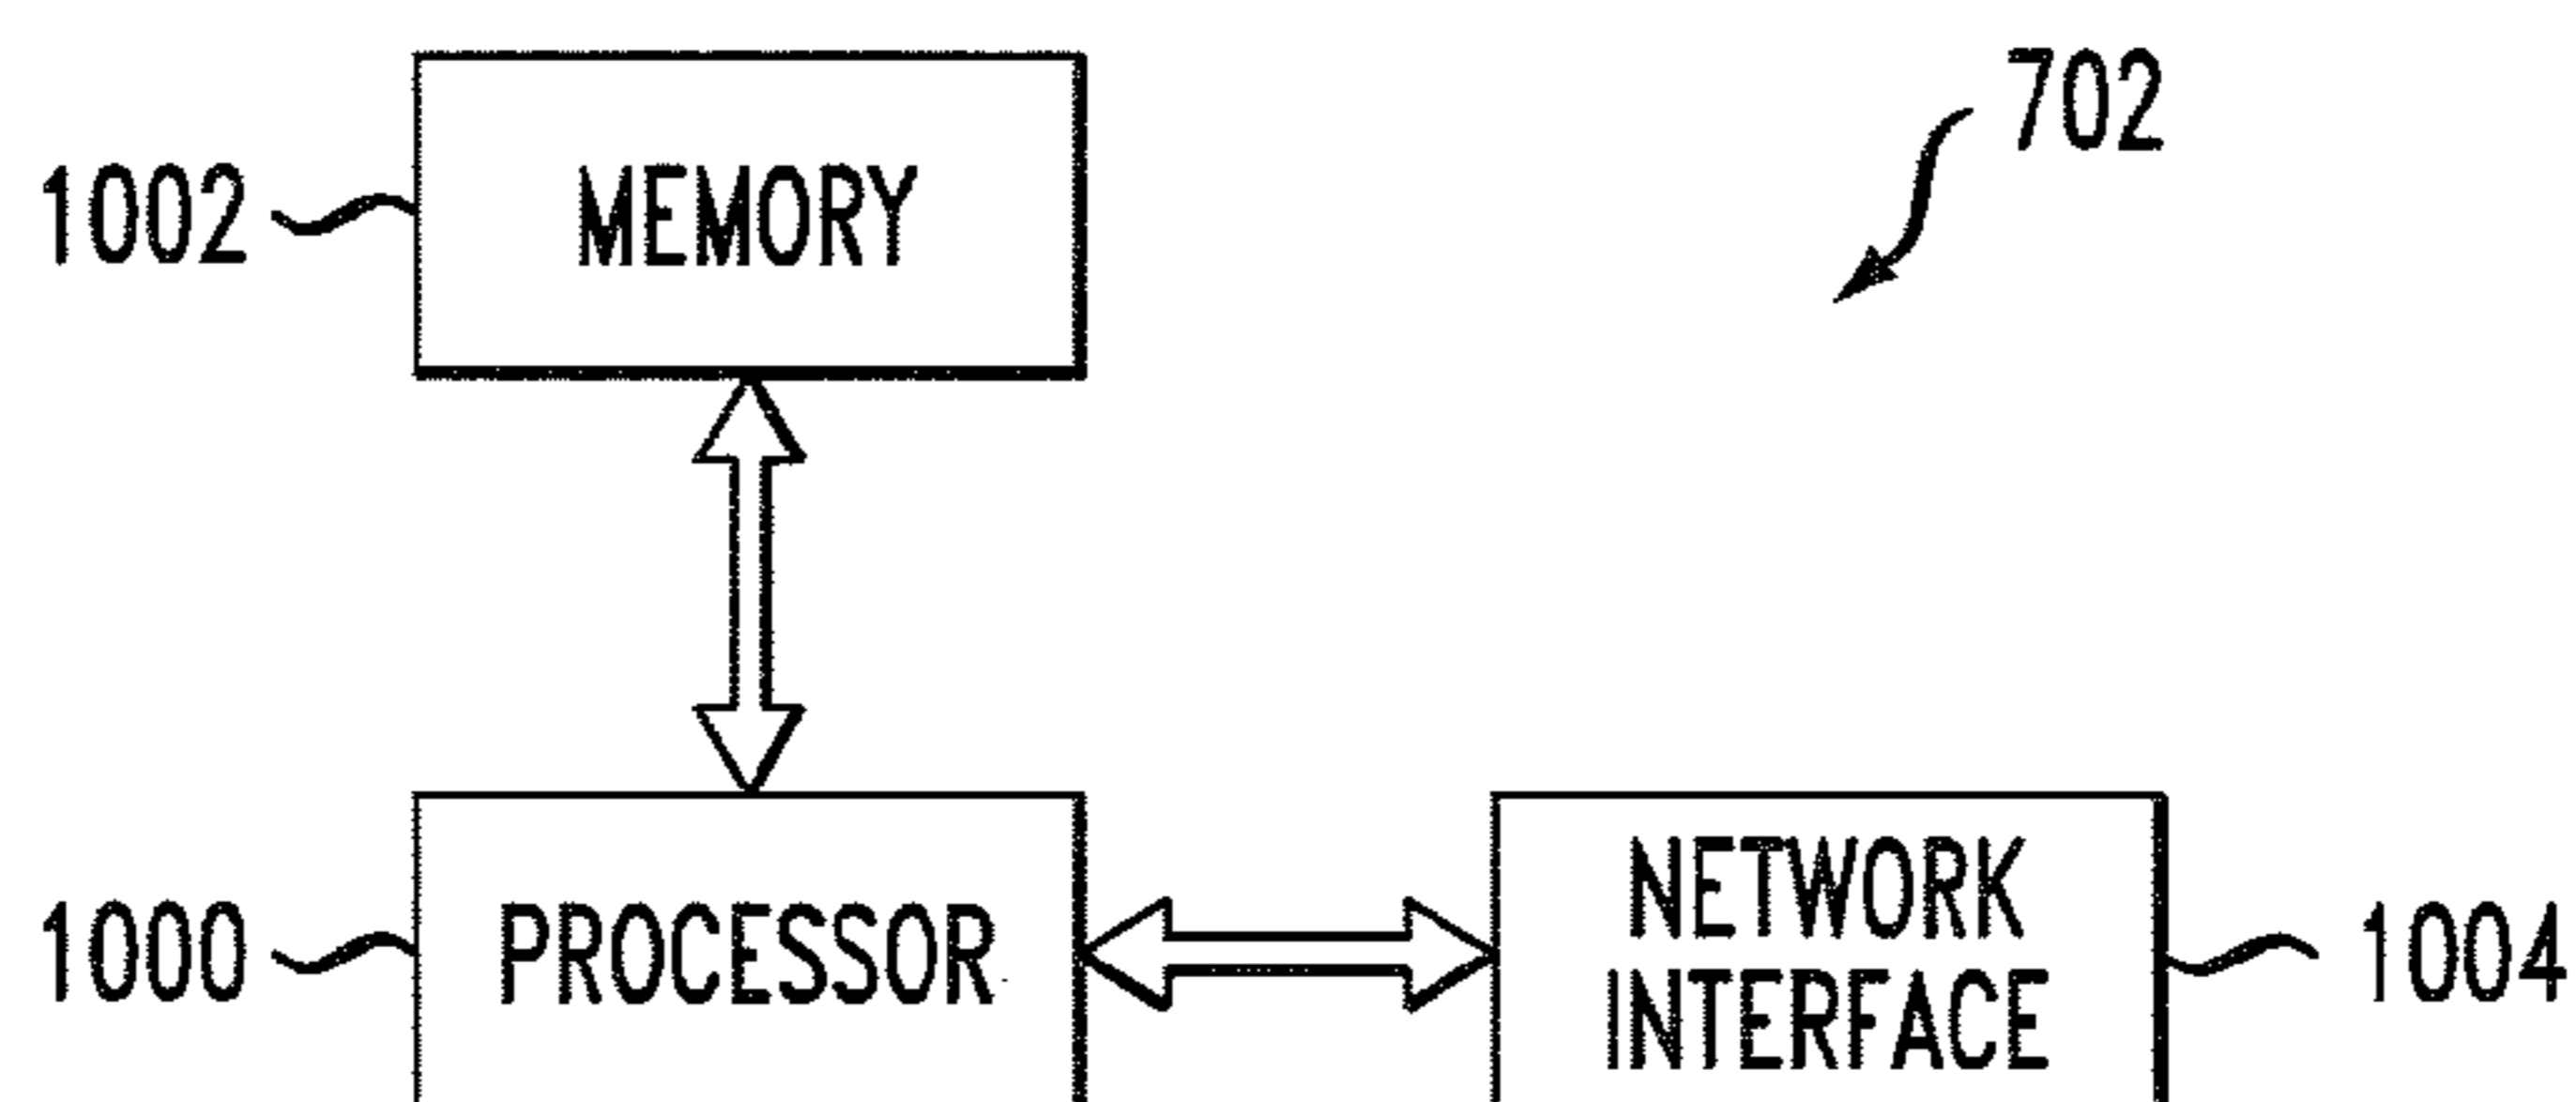 702
1002
MEMORY
1000
PROCESSOR
NETWORK
INTERFACE
1004